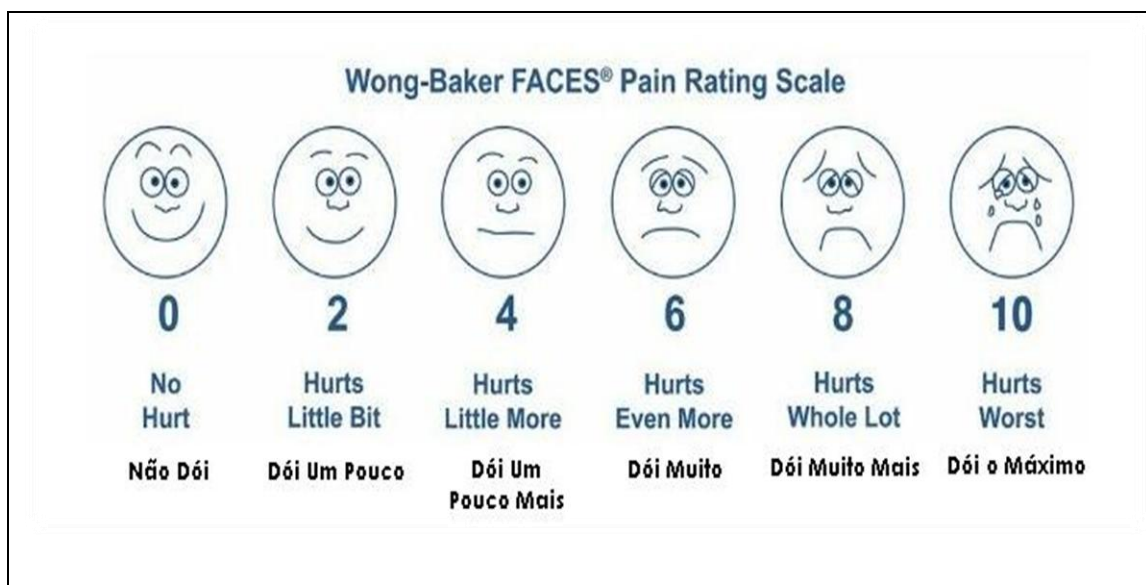 Wong-Baker FACES® Pain Rating Scale
0
2
4
6
8
10
No
Hurt
Hurts
Little Bit
Hurts
Little More
Hurts
Even More
Hurts
Whole Lot
Hurts
Worst
Não Dói
Dói Um Pouco
Dói Um
Pouco Mais
Dói Muito
Dói Muito Mais
Dói o Máximo